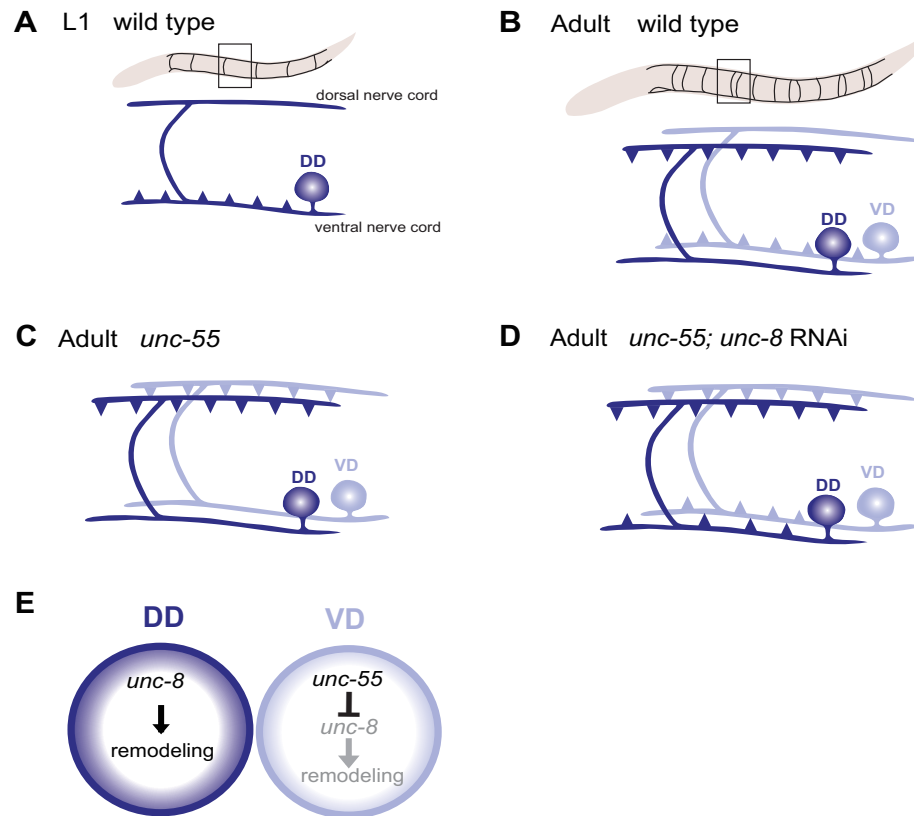 A L1 wild type
dorsal nerve cord
DD
ventral nerve cord
B Adult wild type
DD
VD
C Adult unc-55
DD
VD
D Adult unc-55; unc-8 RNAi
DD
VD
E
DD
unc-8
remodeling
VD
unc-55
unc-8
remodeling